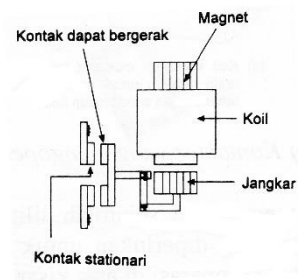 Magnet
Kontak dapat bergerak
Koil
Jangkar
Kontak stationari